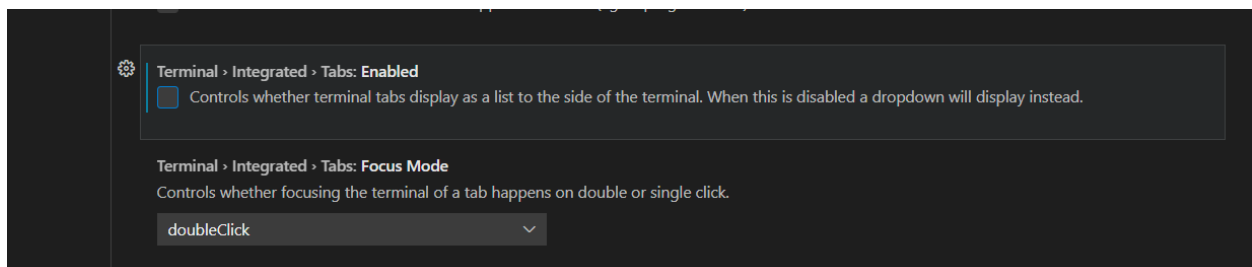 Terminal › Integrated › Tabs: Enabled
Controls whether terminal tabs display as a list to the side of the terminal. When this is disabled a dropdown will display instead.
Terminal › Integrated › Tabs: Focus Mode
Controls whether focusing the terminal of a tab happens on double or single click.
doubleClick